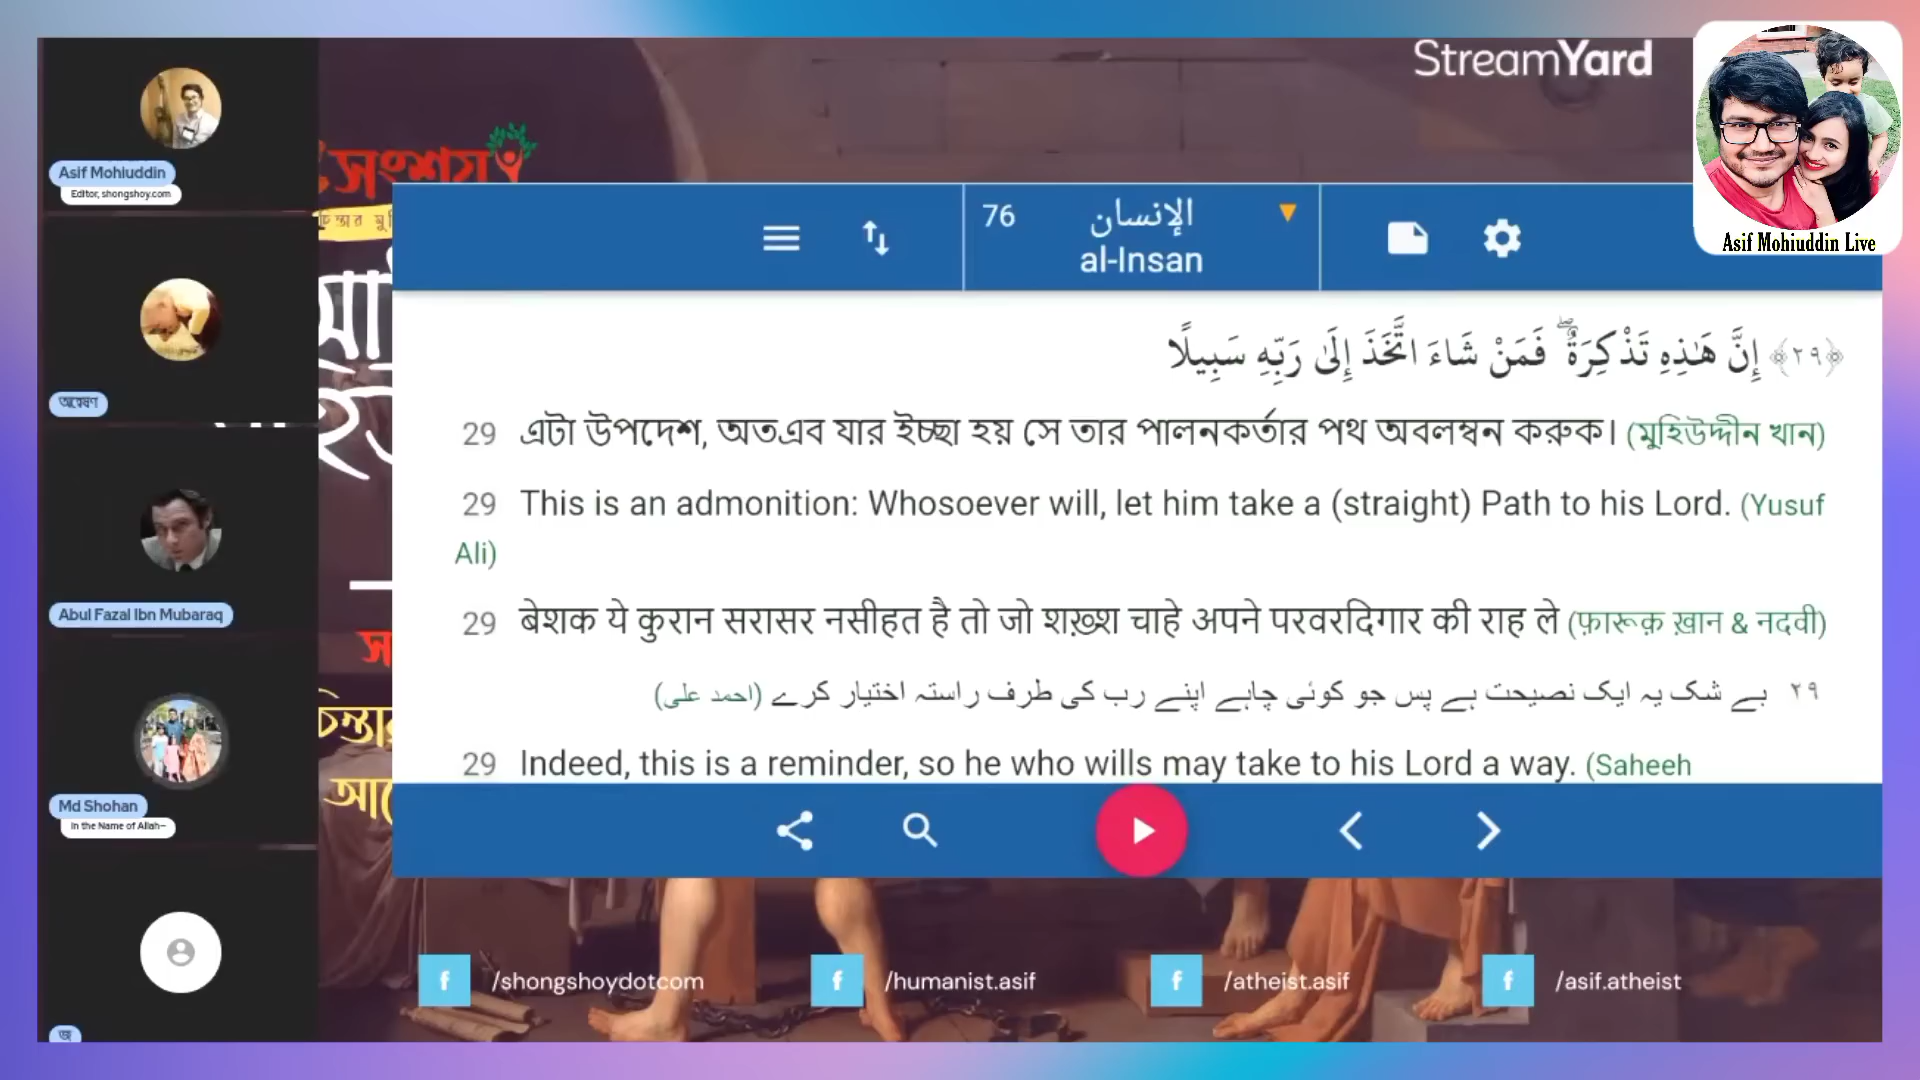 StreamYard
Asif Mohiuddin Live
Asif Mohiuddin
Editor, shongshoy.com
অন্বেষণ
Abul Fazal Ibn Mubaraq
Md Shohan
In the Name of Allah–
সংশয়
76
الإنسان
al-Insan
﴿٢٩﴾ إِنَّ هَـٰذِهِ تَذْكِرَةٌ ۖ فَمَنْ شَاءَ اتَّخَذَ إِلَىٰ رَبِّهِ سَبِيلًا
29 এটা উপদেশ, অতএব যার ইচ্ছা হয় সে তার পালনকর্তার পথ অবলম্বন করুক। (মুহিউদ্দীন খান)
29 This is an admonition: Whosoever will, let him take a (straight) Path to his Lord. (Yusuf
Ali)
29 बेशक ये कुरान सरासर नसीहत है तो जो शख़्श चाहे अपने परवरदिगार की राह ले (फ़ारूक़ ख़ान & नदवी)
٢٩ بے شک یہ ایک نصیحت ہے پس جو کوئی چاہے اپنے رب کی طرف راستہ اختیار کرے (احمد علی)
29 Indeed, this is a reminder, so he who wills may take to his Lord a way. (Saheeh
/shongshoydotcom
/humanist.asif
/atheist.asif
/asif.atheist